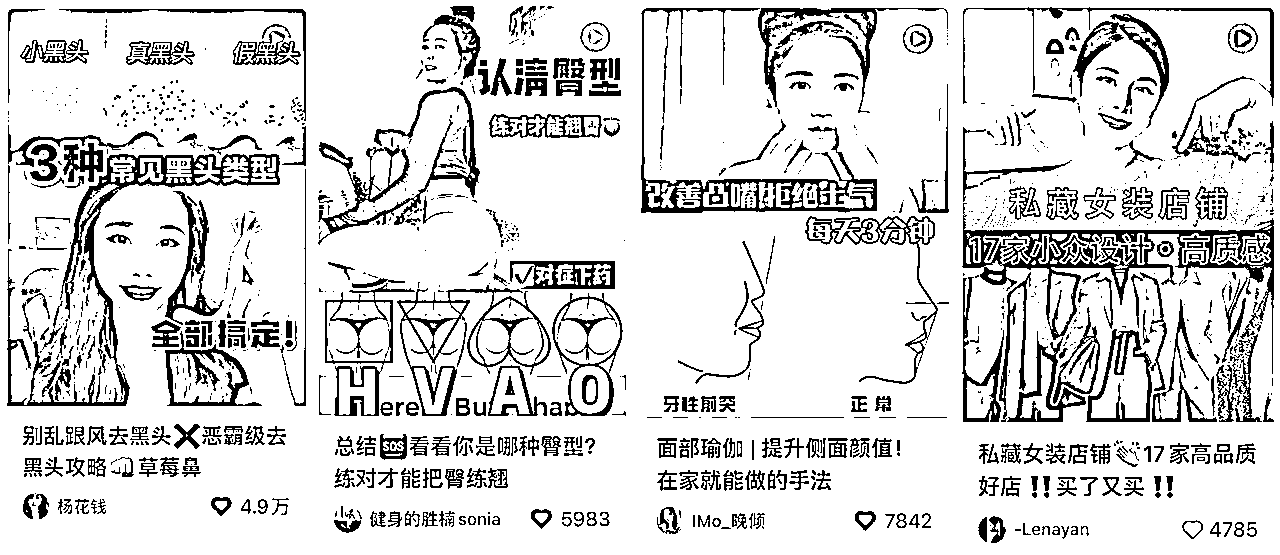 小黑头 真黑头 假黑头
3种常见黑头类型
全部搞定!
别乱跟风去黑头❌恶霸级去
黑头攻略👊🏻草莓鼻
杨花钱 4.9万
认清臀型
练对才能翘臀
对症下药
H V A O
总结🆘看看你是哪种臀型?
练对才能把臀练翘
健身的胜楠sonia 5983
改善凸嘴拒绝生气
每天3分钟
牙性前突 正常
面部瑜伽 | 提升侧面颜值!
在家就能做的手法
IMo_晚倾 7842
私藏女装店铺
17家小众设计·高质感
私藏女装店铺👏🏻17家高品质
好店‼️买了又买‼️
-Lenayan 4785